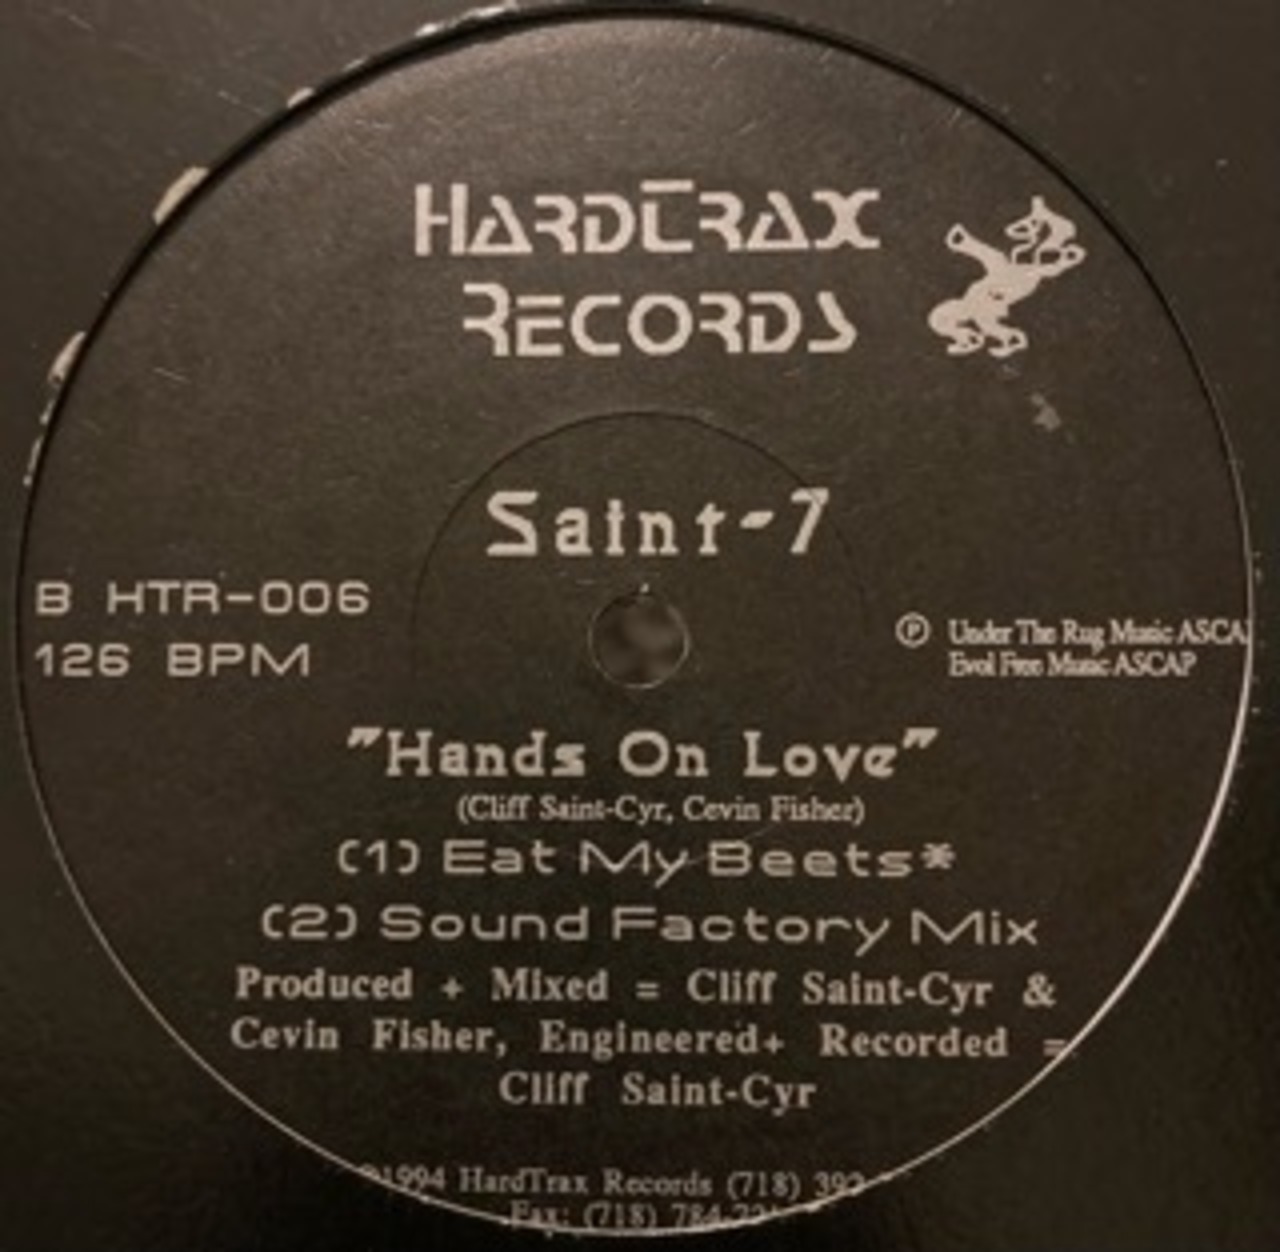 HARDTRAX
RECORDS
Saint-7
B HTR-006
126 BPM
Ⓟ Under The Rug Music
Evol Free Music ASCAP
"Hands On Love"
(Cliff Saint-Cyr, Cevin Fisher)
(1) Eat My Beets*
(2) Sound Factory Mix
Produced + Mixed = Cliff Saint-Cyr &
Cevin Fisher, Engineered+ Recorded =
Cliff Saint-Cyr
©1994 HardTrax Records (718)
Fax: (718)